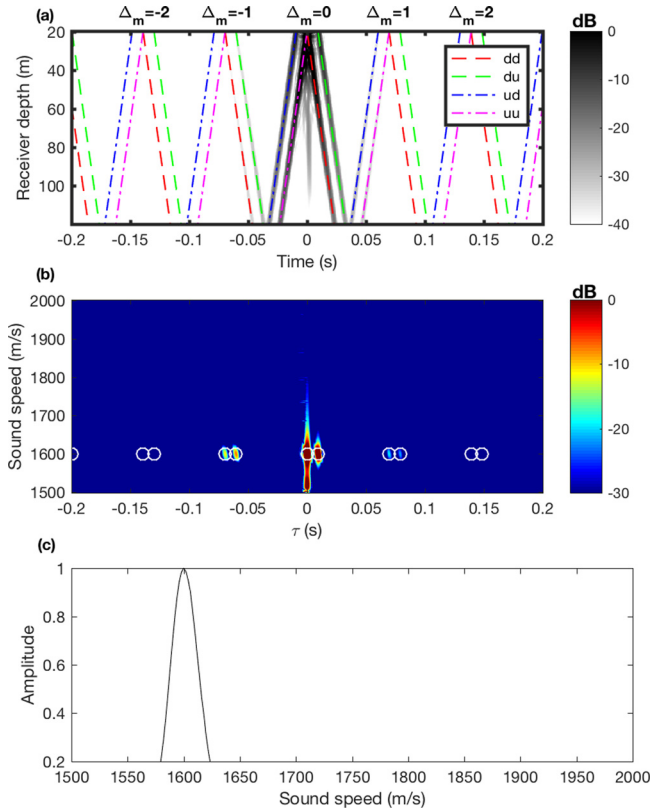 (a) Δm=-2 Δm=-1 Δm=0 Δm=1 Δm=2 dB
20
40
60
80
100
Receiver depth (m)
dd
du
ud
uu
0
-10
-20
-30
-40
-0.2 -0.15 -0.1 -0.05 0 0.05 0.1 0.15 0.2
Time (s)
(b) dB
2000
1900
1800
1700
1600
1500
Sound speed (m/s)
0
-10
-20
-30
-0.2 -0.15 -0.1 -0.05 0 0.05 0.1 0.15 0.2
τ (s)
(c)
1
0.8
0.6
0.4
0.2
Amplitude
1500 1550 1600 1650 1700 1750 1800 1850 1900 1950 2000
Sound speed (m/s)